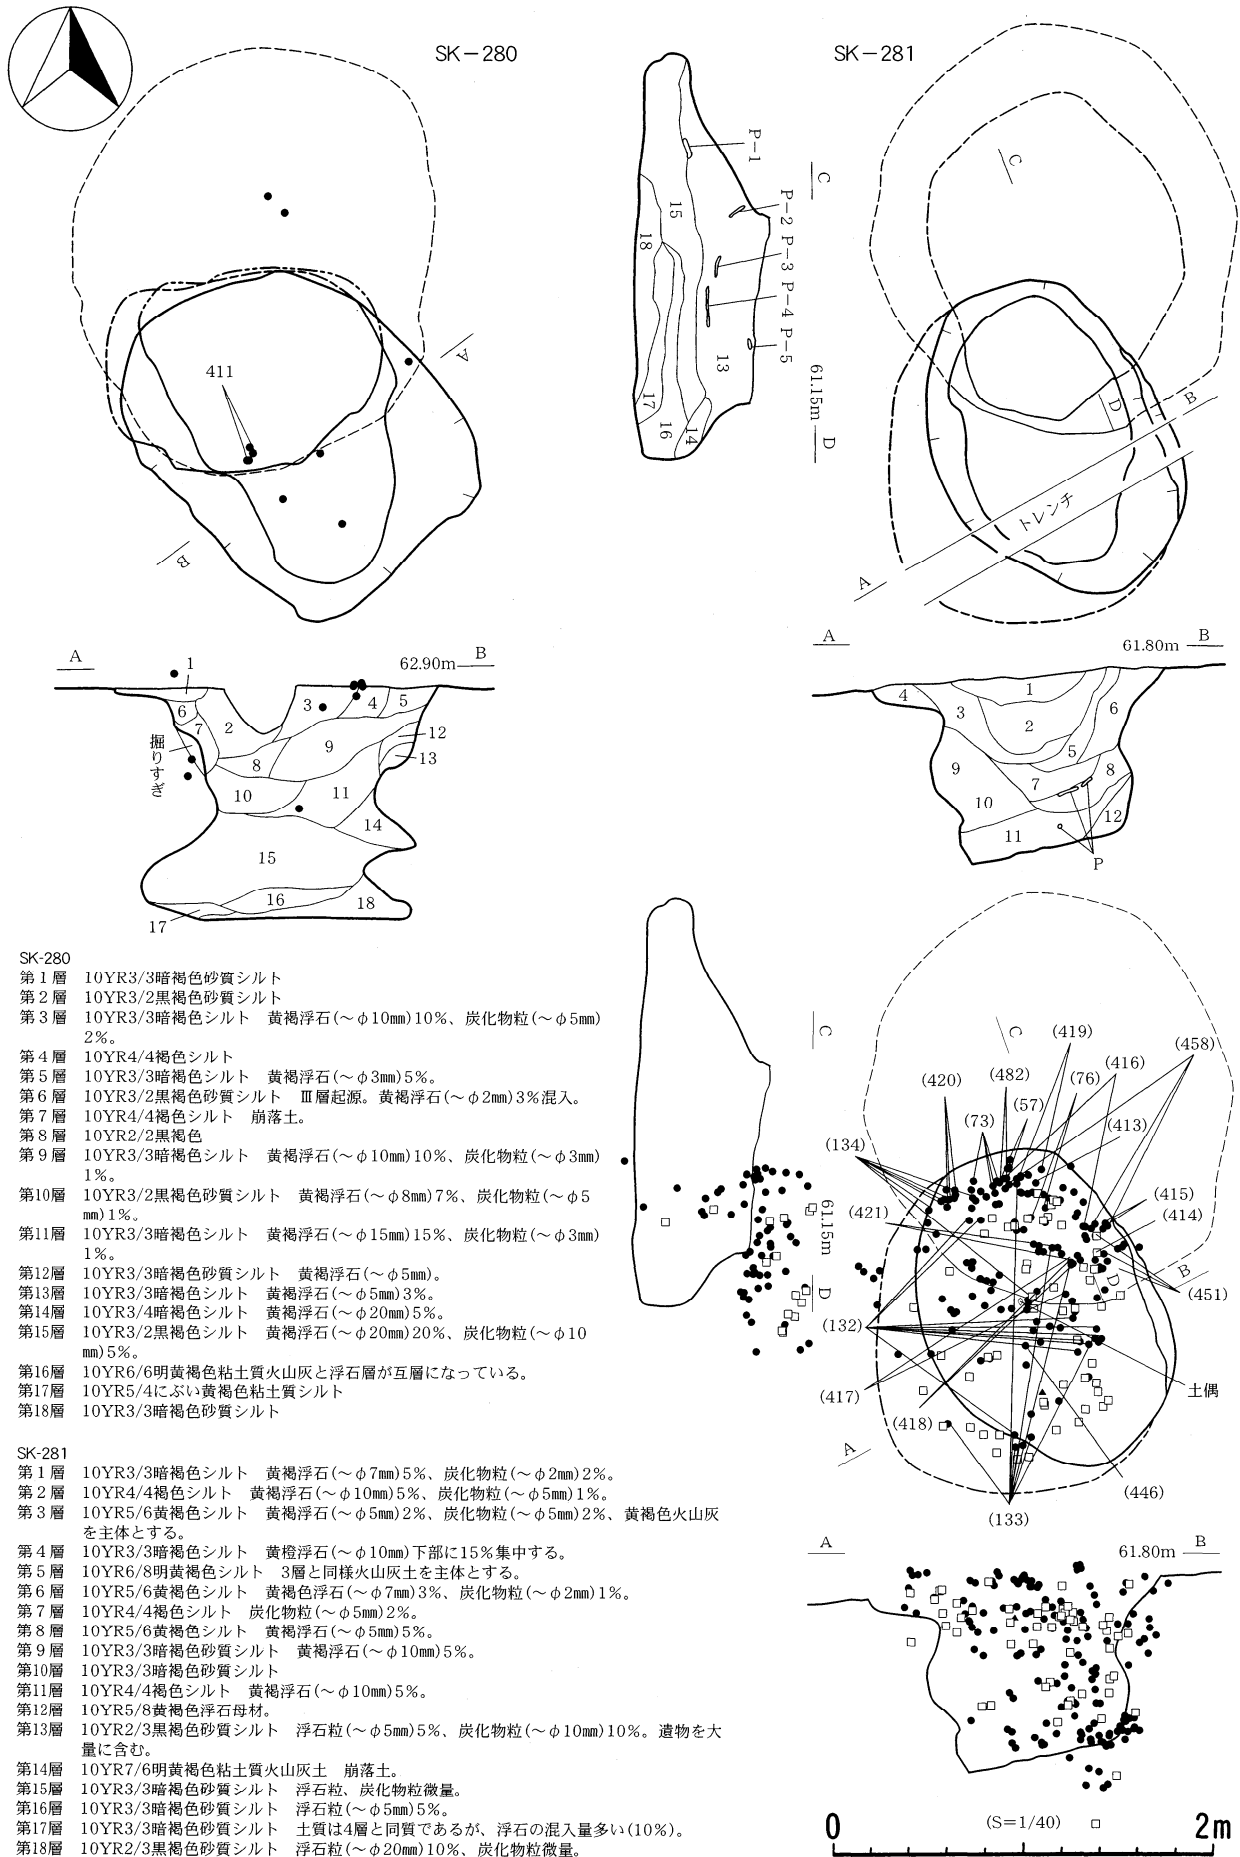 SK－280
SK－281
A
B
411
P-1
P-2
P-3
P-4
P-5
15
18
13
17
16
14
C
61.15m
D
C
D
B
トレンチ
A
A
62.90m
B
1
2
3
4
5
6
7
8
9
10
11
12
13
14
15
16
17
18
掘りすぎ
A
61.80m
B
1
2
3
4
5
6
7
8
9
10
11
12
P
SK-280
第１層　10YR3/3暗褐色砂質シルト
第２層　10YR3/2黒褐色砂質シルト
第３層　10YR3/3暗褐色シルト　黄褐浮石(～φ10㎜)10％、炭化物粒(～φ5㎜)
2％。
第４層　10YR4/4褐色シルト
第５層　10YR3/3暗褐色シルト　黄褐浮石(～φ3㎜)5％。
第６層　10YR3/2黒褐色砂質シルト　Ⅲ層起源。黄褐浮石(～φ2㎜)3％混入。
第７層　10YR4/4褐色シルト　崩落土。
第８層　10YR2/2黒褐色
第９層　10YR3/3暗褐色シルト　黄褐浮石(～φ10㎜)10％、炭化物粒(～φ3㎜)
1％。
第10層　10YR3/2黒褐色砂質シルト　黄褐浮石(～φ8㎜)7％、炭化物粒(～φ5
㎜)1％。
第11層　10YR3/3暗褐色シルト　黄褐浮石(～φ15㎜)15％、炭化物粒(～φ3㎜)
1％。
第12層　10YR3/3暗褐色砂質シルト　黄褐浮石(～φ5㎜)。
第13層　10YR3/3暗褐色シルト　黄褐浮石(～φ5㎜)3％。
第14層　10YR3/4暗褐色シルト　黄褐浮石(～φ20㎜)5％。
第15層　10YR3/2黒褐色シルト　黄褐浮石(～φ20㎜)20％、炭化物粒(～φ10
㎜)5％。
第16層　10YR6/6明黄褐色粘土質火山灰と浮石層が互層になっている。
第17層　10YR5/4にぶい黄褐色粘土質シルト
第18層　10YR3/3暗褐色砂質シルト
SK-281
第１層　10YR3/3暗褐色シルト　黄褐浮石(～φ7㎜)5％、炭化物粒(～φ2㎜)2％。
第２層　10YR4/4褐色シルト　黄褐浮石(～φ10㎜)5％、炭化物粒(～φ5㎜)1％。
第３層　10YR5/6黄褐色シルト　黄褐浮石(～φ5㎜)2％、炭化物粒(～φ5㎜)2％、黄褐色火山灰
を主体とする。
第４層　10YR3/3暗褐色シルト　黄橙浮石(～φ10㎜)下部に15％集中する。
第５層　10YR6/8明黄褐色シルト　3層と同様火山灰土を主体とする。
第６層　10YR5/6黄褐色シルト　黄褐色浮石(～φ7㎜)3％、炭化物粒(～φ2㎜)1％。
第７層　10YR4/4褐色シルト　炭化物粒(～φ5㎜)2％。
第８層　10YR5/6黄褐色シルト　黄褐浮石(～φ5㎜)5％。
第９層　10YR3/3暗褐色砂質シルト　黄褐浮石(～φ10㎜)5％。
第10層　10YR3/3暗褐色砂質シルト
第11層　10YR4/4褐色シルト　黄褐浮石(～φ10㎜)5％。
第12層　10YR5/8黄褐色浮石母材。
第13層　10YR2/3黒褐色砂質シルト　浮石粒(～φ5㎜)5％、炭化物粒(～φ10㎜)10％。遺物を大
量に含む。
第14層　10YR7/6明黄褐色粘土質火山灰土　崩落土。
第15層　10YR3/3暗褐色砂質シルト　浮石粒、炭化物粒微量。
第16層　10YR3/3暗褐色砂質シルト　浮石粒(～φ5㎜)5％。
第17層　10YR3/3暗褐色砂質シルト　土質は4層と同質であるが、浮石の混入量多い(10％)。
第18層　10YR2/3黒褐色砂質シルト　浮石粒(～φ20㎜)10％、炭化物粒微量。
C
61.15m
D
C
(419)
(458)
(416)
(420)
(482)
(76)
(57)
(73)
(413)
(134)
(415)
(421)
(414)
D
B
(451)
(132)
土偶
(417)
(418)
A
(446)
(133)
A
61.80m
B
(S=1/40)
0
2m